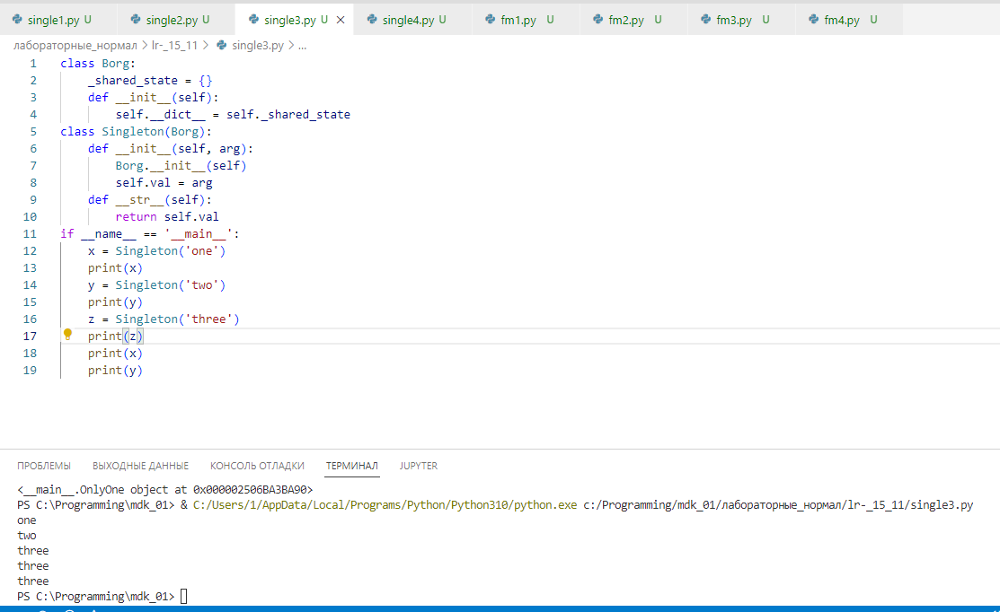 single1.py U single2.py U single3.py U single4.py U fm1.py U fm2.py U fm3.py U fm4.py U
лабораторные_нормал > lr-_15_11 > single3.py > ...
1 class Borg:
2     _shared_state = {}
3     def __init__(self):
4         self.__dict__ = self._shared_state
5 class Singleton(Borg):
6     def __init__(self, arg):
7         Borg.__init__(self)
8         self.val = arg
9     def __str__(self):
10         return self.val
11 if __name__ == '__main__':
12     x = Singleton('one')
13     print(x)
14     y = Singleton('two')
15     print(y)
16     z = Singleton('three')
17     print(z)
18     print(x)
19     print(y)
ПРОБЛЕМЫ ВЫХОДНЫЕ ДАННЫЕ КОНСОЛЬ ОТЛАДКИ ТЕРМИНАЛ JUPYTER
<__main__.OnlyOne object at 0x000002506BA3BA90>
PS C:\Programming\mdk_01> & C:/Users/1/AppData/Local/Programs/Python/Python310/python.exe c:/Programming/mdk_01/лабораторные_нормал/lr-_15_11/single3.py
one
two
three
three
three
PS C:\Programming\mdk_01>